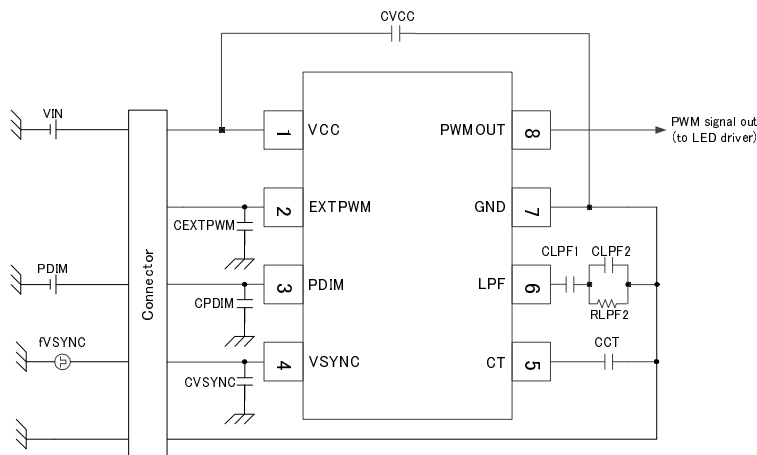 CVCC
VIN
1
VCC
PWMOUT
8
PWM signal out
(to LED driver)
2
EXTPWM
GND
7
CEXTPWM
CLPF1
CLPF2
PDIM
Connector
3
PDIM
LPF
6
CPDIM
RLPF2
fVSYNC
4
VSYNC
CT
5
CCT
CVSYNC